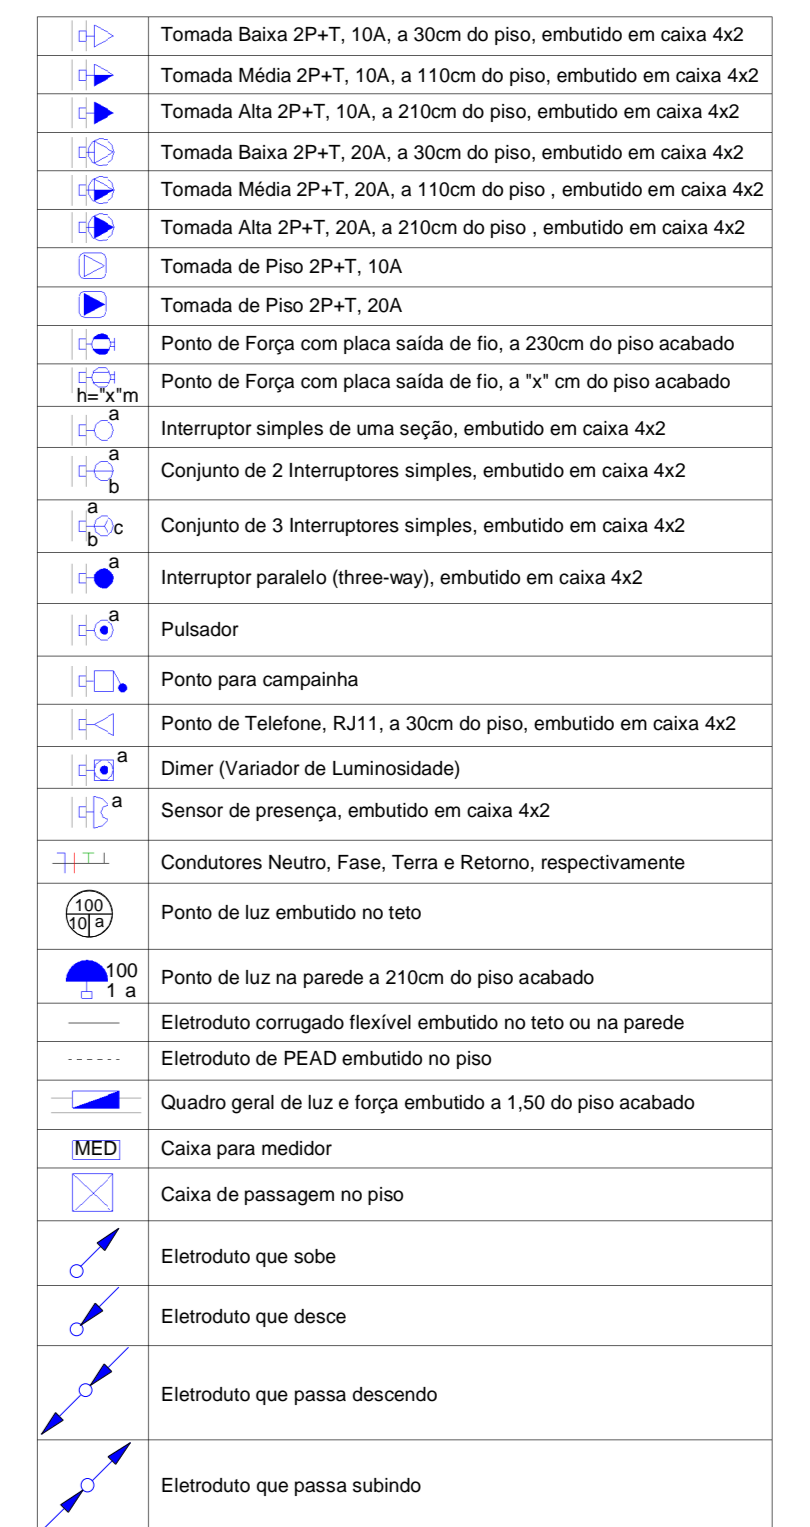 Tomada Baixa 2P+T, 10A, a 30cm do piso, embutido em caixa 4x2
Tomada Média 2P+T, 10A, a 110cm do piso, embutido em caixa 4x2
Tomada Alta 2P+T, 10A, a 210cm do piso, embutido em caixa 4x2
Tomada Baixa 2P+T, 20A, a 30cm do piso, embutido em caixa 4x2
Tomada Média 2P+T, 20A, a 110cm do piso , embutido em caixa 4x2
Tomada Alta 2P+T, 20A, a 210cm do piso , embutido em caixa 4x2
Tomada de Piso 2P+T, 10A
Tomada de Piso 2P+T, 20A
Ponto de Força com placa saída de fio, a 230cm do piso acabado
h="x"m
Ponto de Força com placa saída de fio, a "x" cm do piso acabado
a
Interruptor simples de uma seção, embutido em caixa 4x2
a
b
Conjunto de 2 Interruptores simples, embutido em caixa 4x2
a
b
c
Conjunto de 3 Interruptores simples, embutido em caixa 4x2
a
Interruptor paralelo (three-way), embutido em caixa 4x2
a
Pulsador
Ponto para campainha
Ponto de Telefone, RJ11, a 30cm do piso, embutido em caixa 4x2
a
Dimer (Variador de Luminosidade)
a
Sensor de presença, embutido em caixa 4x2
Condutores Neutro, Fase, Terra e Retorno, respectivamente
100
10 a
Ponto de luz embutido no teto
100
1 a
Ponto de luz na parede a 210cm do piso acabado
Eletroduto corrugado flexível embutido no teto ou na parede
Eletroduto de PEAD embutido no piso
Quadro geral de luz e força embutido a 1,50 do piso acabado
MED
Caixa para medidor
Caixa de passagem no piso
Eletroduto que sobe
Eletroduto que desce
Eletroduto que passa descendo
Eletroduto que passa subindo